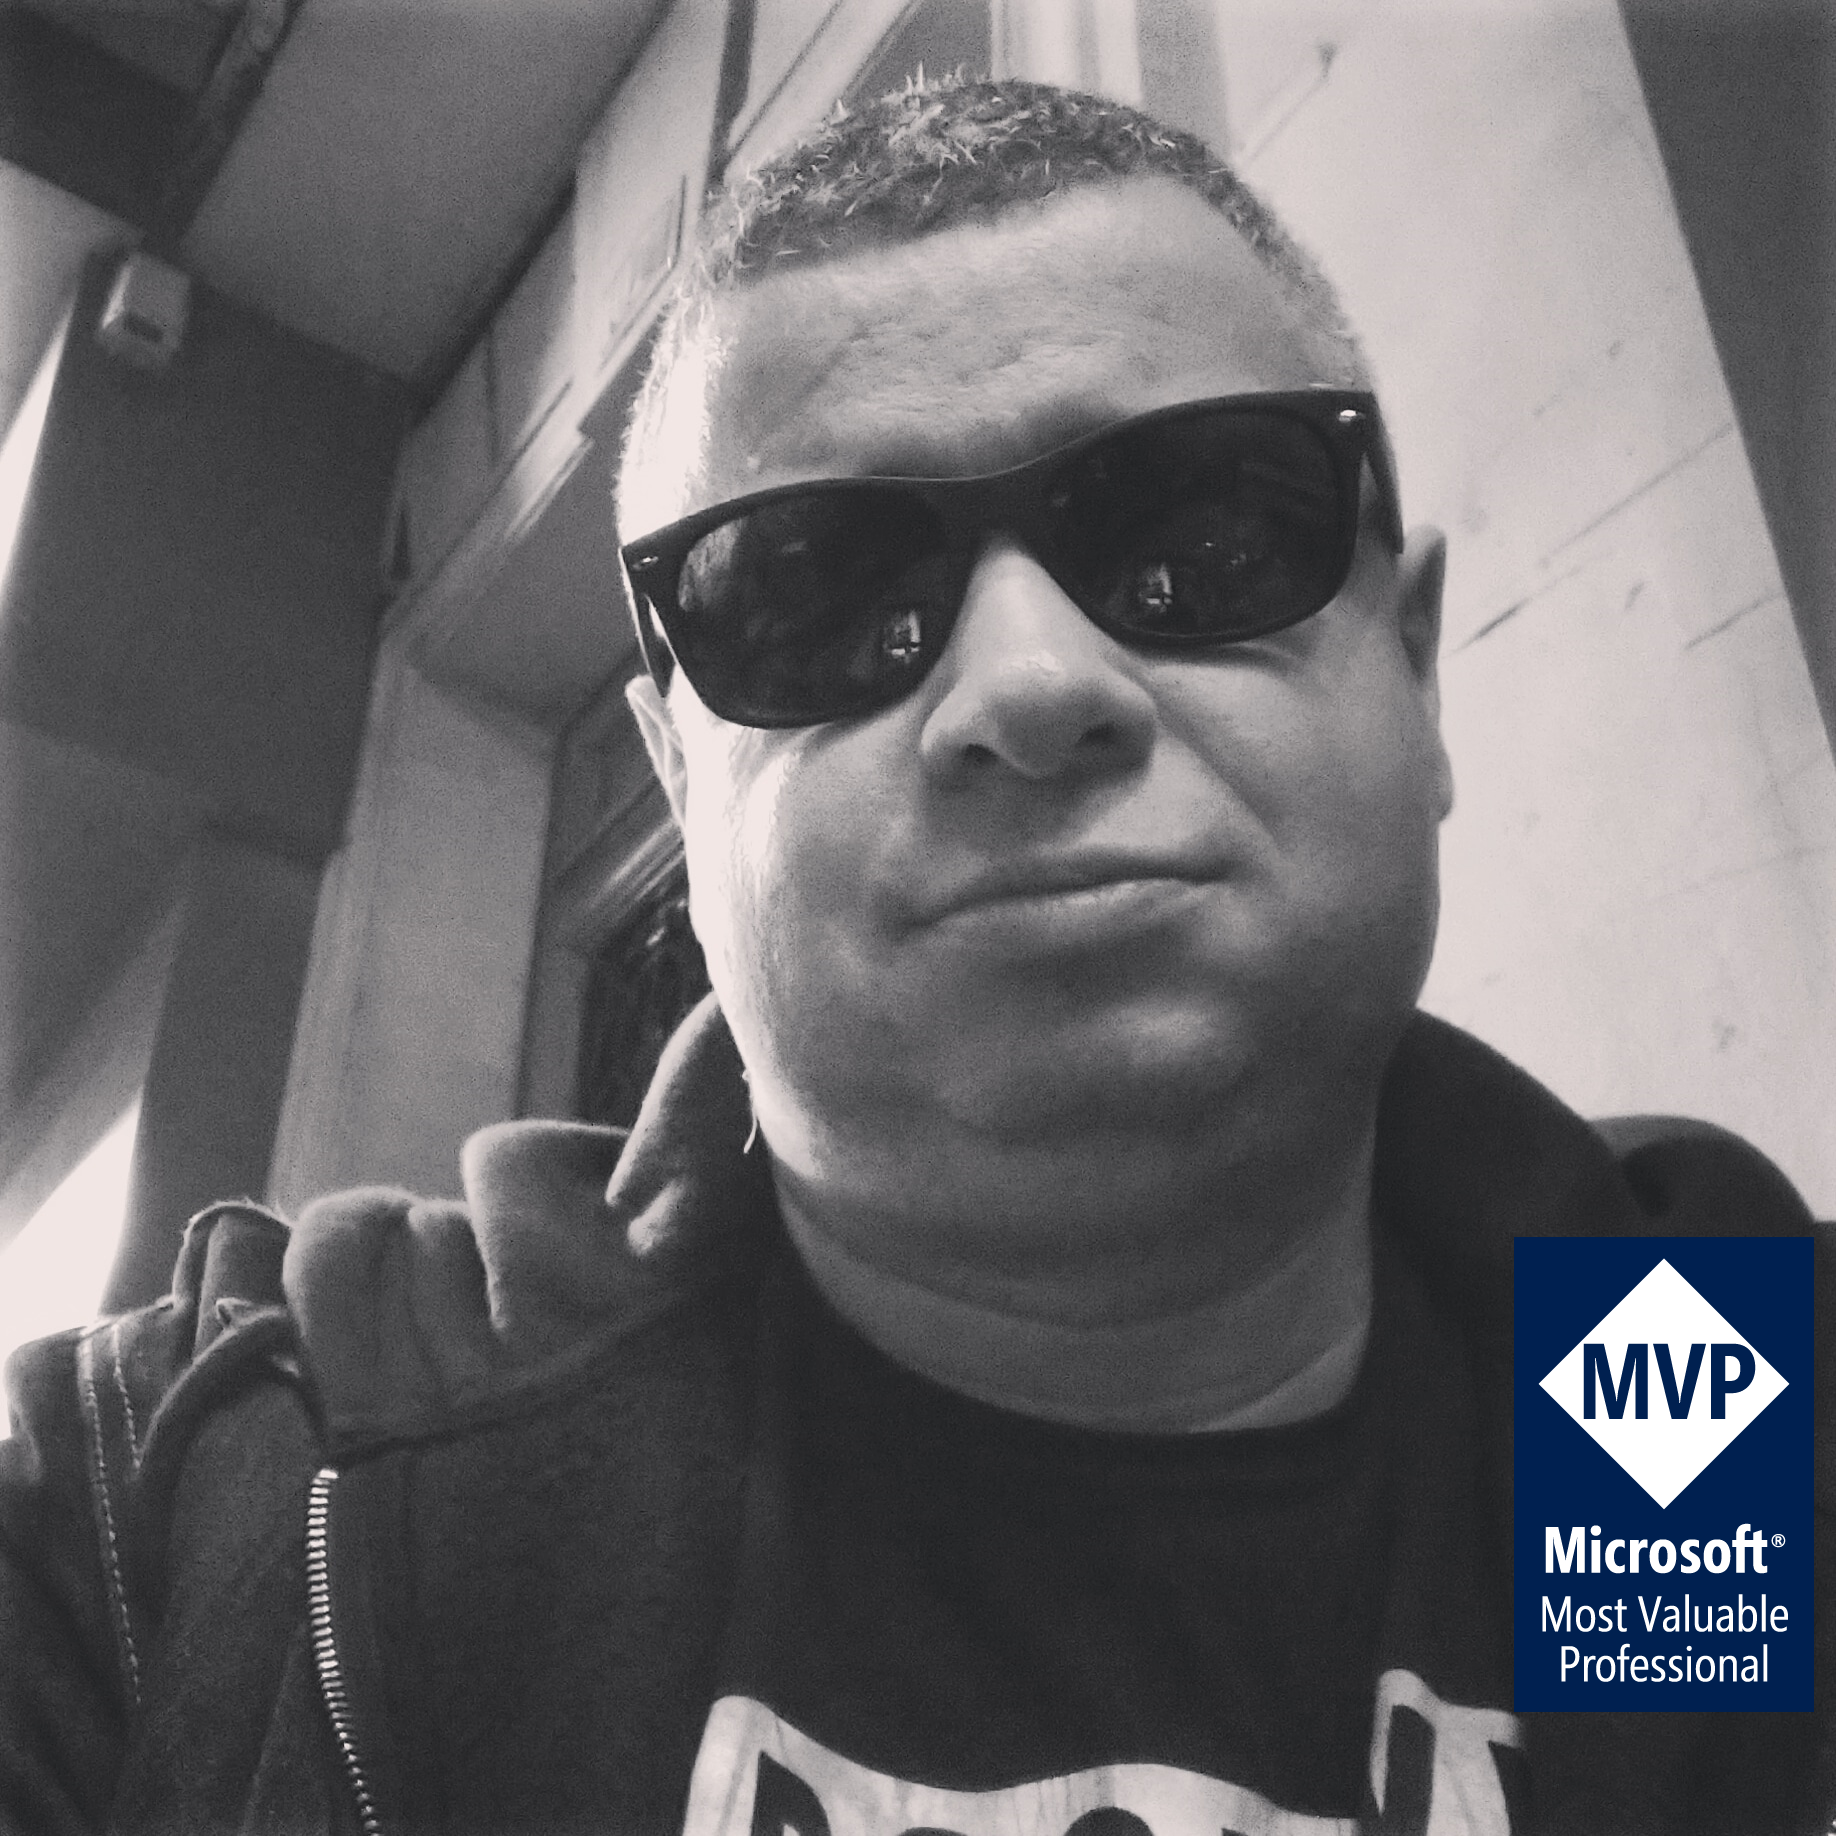 MVP
Microsoft®
Most Valuable
Professional